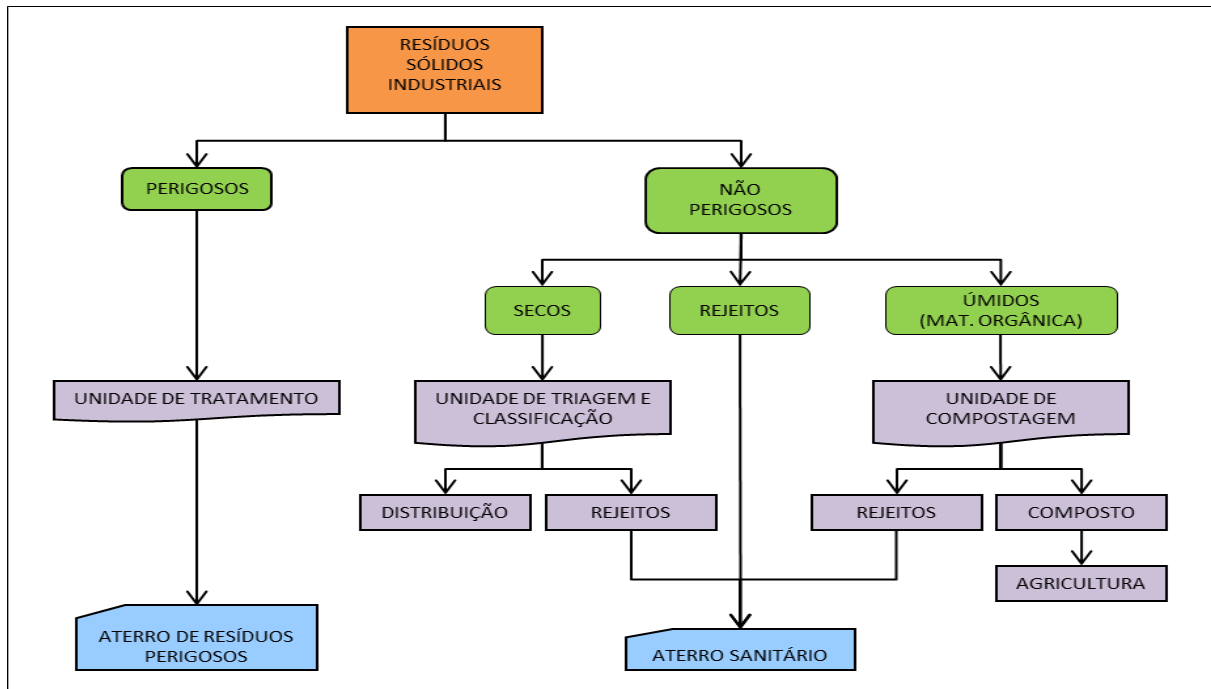 RESÍDUOS
SÓLIDOS
INDUSTRIAIS
PERIGOSOS
NÃO
PERIGOSOS
SECOS
REJEITOS
ÚMIDOS
(MAT. ORGÂNICA)
UNIDADE DE TRATAMENTO
UNIDADE DE TRIAGEM E
CLASSIFICAÇÃO
UNIDADE DE
COMPOSTAGEM
DISTRIBUIÇÃO
REJEITOS
REJEITOS
COMPOSTO
AGRICULTURA
ATERRO DE RESÍDUOS
PERIGOSOS
ATERRO SANITÁRIO